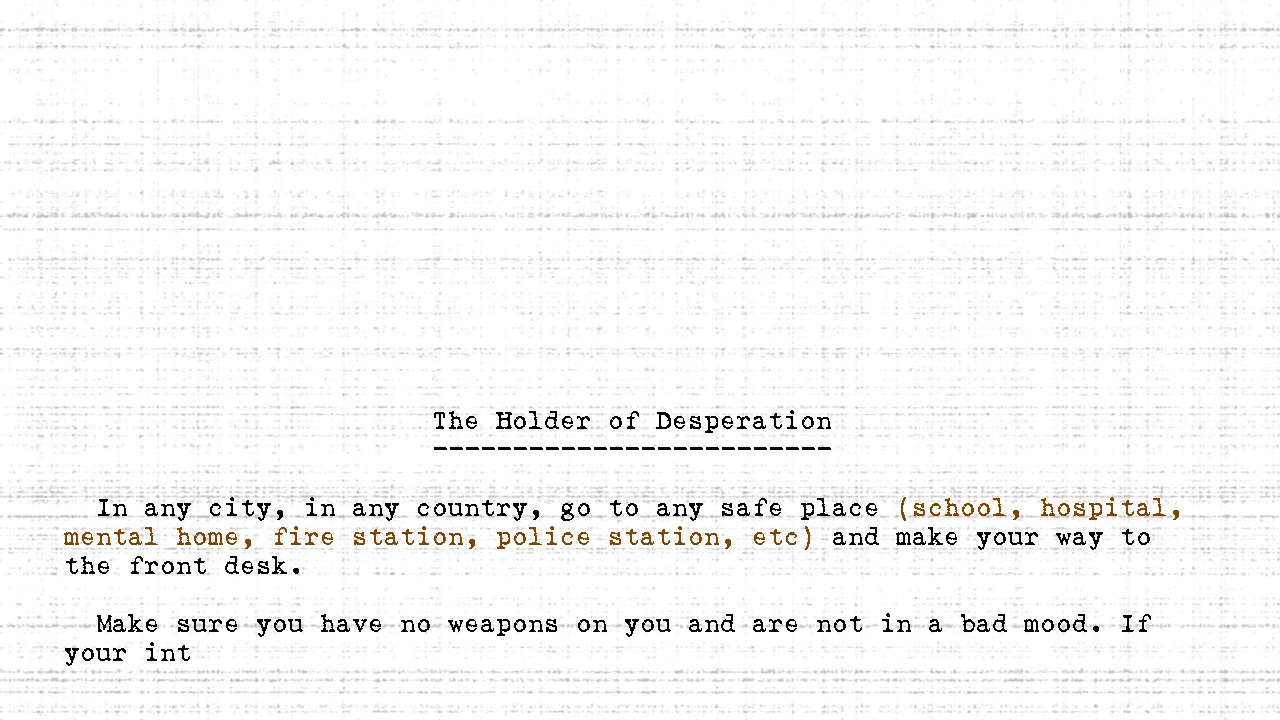 The Holder of Desperation
-------------------------
In any city, in any country, go to any safe place (school, hospital,
mental home, fire station, police station, etc) and make your way to
the front desk.
Make sure you have no weapons on you and are not in a bad mood. If
your int